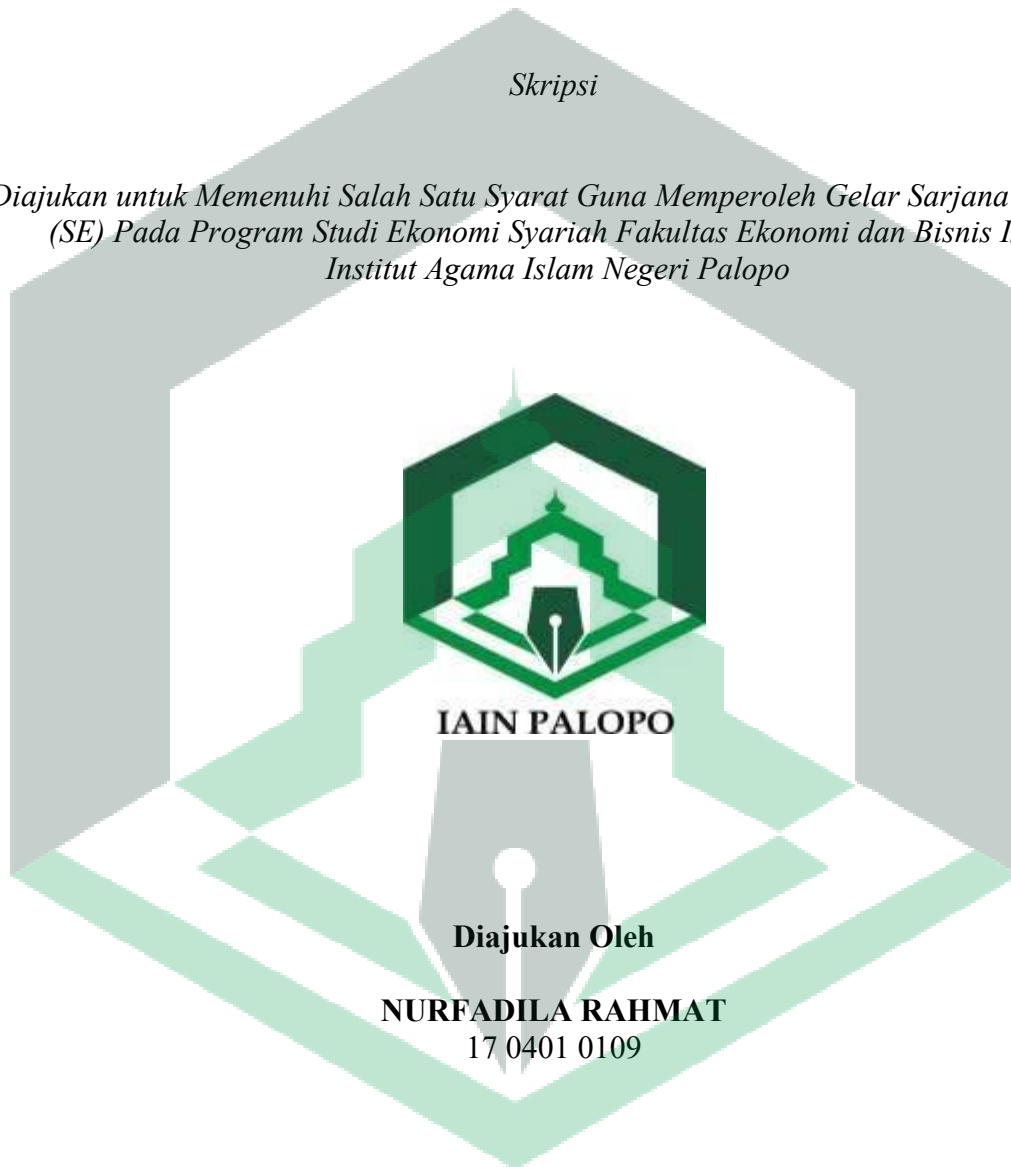 Skripsi
Diajukan untuk Memenuhi Salah Satu Syarat Guna Memperoleh Gelar Sarjana
(SE) Pada Program Studi Ekonomi Syariah Fakultas Ekonomi dan Bisnis I
Institut Agama Islam Negeri Palopo
IAIN PALOPO
Diajukan Oleh
NURFADILA RAHMAT
17 0401 0109